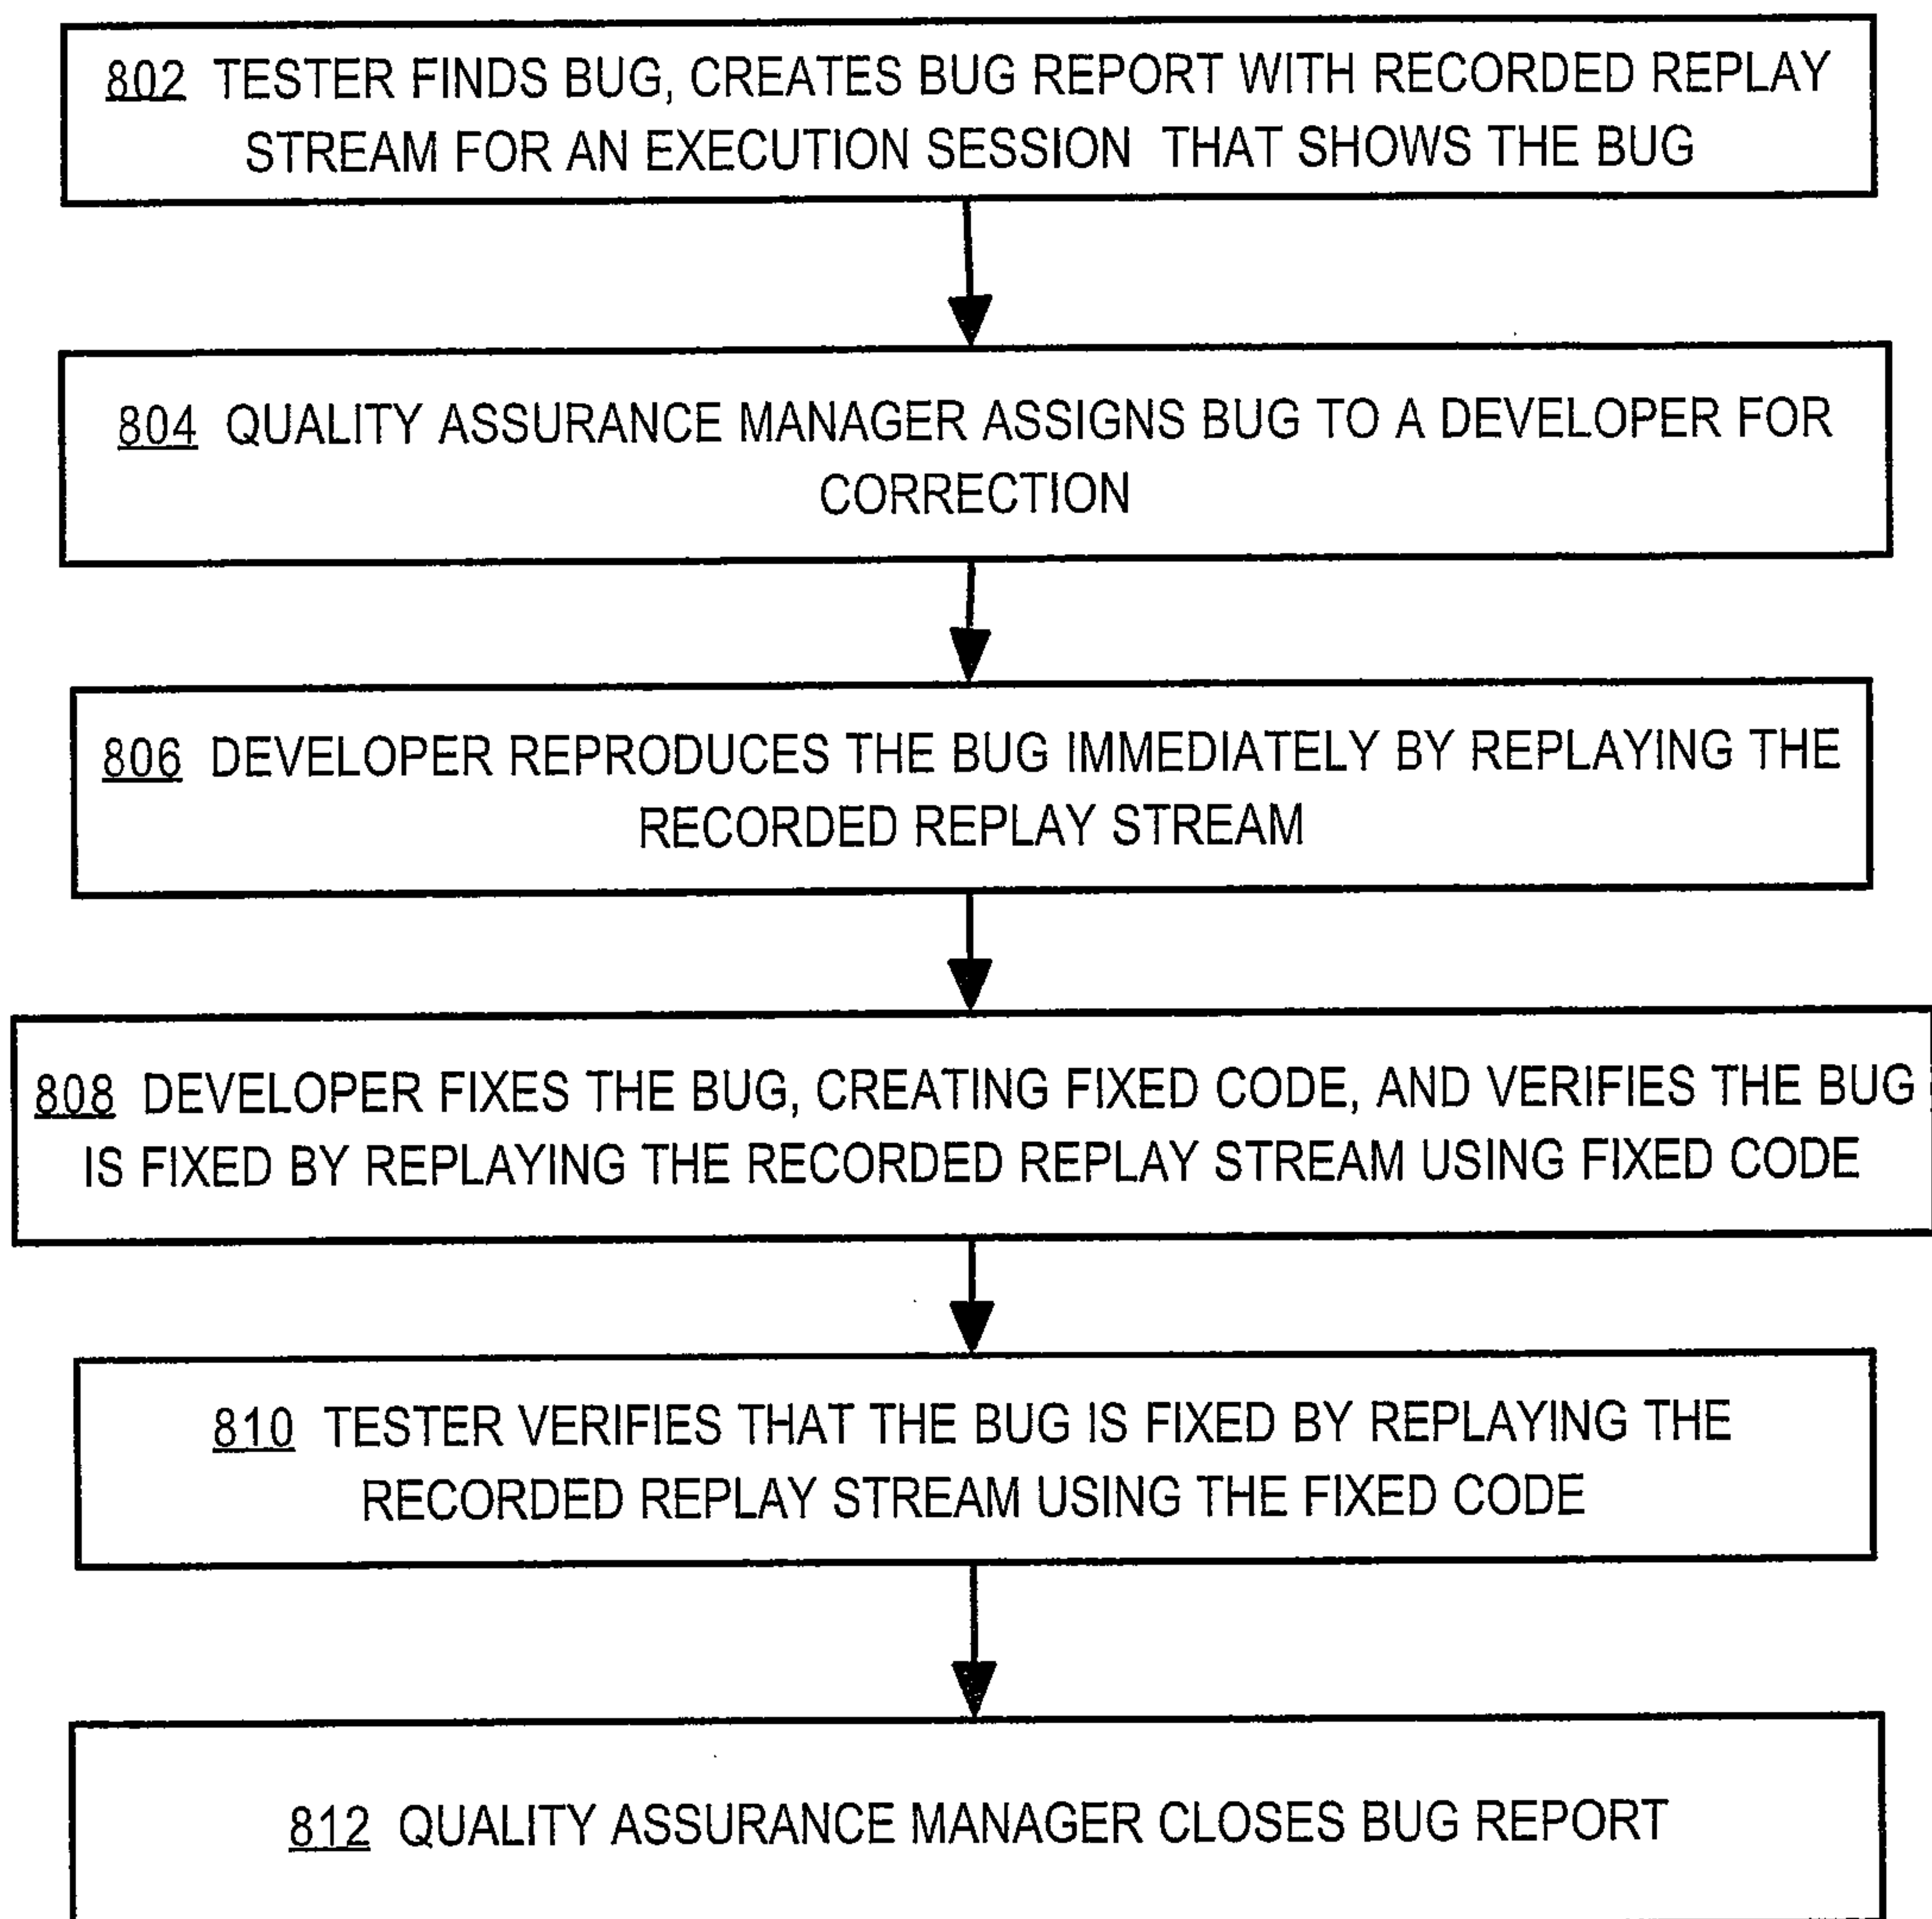 802 TESTER FINDS BUG, CREATES BUG REPORT WITH RECORDED REPLAY
STREAM FOR AN EXECUTION SESSION THAT SHOWS THE BUG
804 QUALITY ASSURANCE MANAGER ASSIGNS BUG TO A DEVELOPER FOR
CORRECTION
806 DEVELOPER REPRODUCES THE BUG IMMEDIATELY BY REPLAYING THE
RECORDED REPLAY STREAM
808 DEVELOPER FIXES THE BUG, CREATING FIXED CODE, AND VERIFIES THE BUG
IS FIXED BY REPLAYING THE RECORDED REPLAY STREAM USING FIXED CODE
810 TESTER VERIFIES THAT THE BUG IS FIXED BY REPLAYING THE
RECORDED REPLAY STREAM USING THE FIXED CODE
812 QUALITY ASSURANCE MANAGER CLOSES BUG REPORT